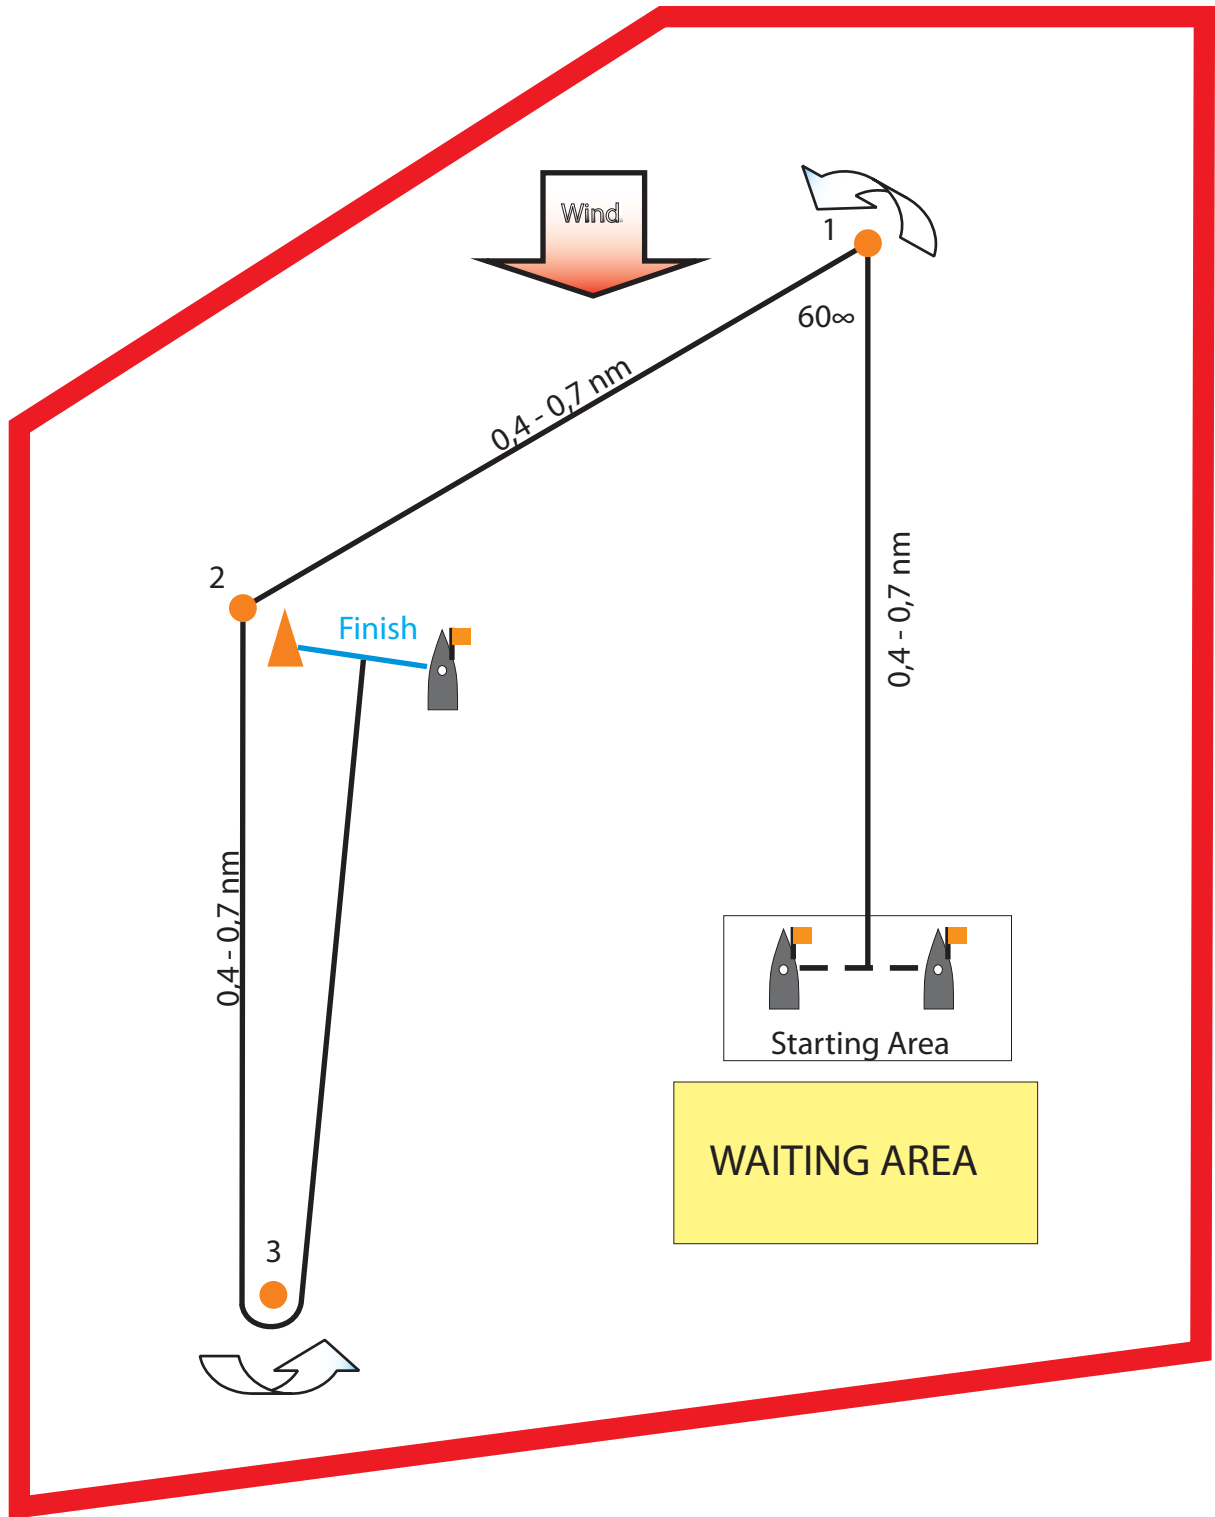 Wind
1
60∞
0,4 - 0,7 nm
2
Finish
0,4 - 0,7 nm
0,4 - 0,7 nm
Starting Area
WAITING AREA
3